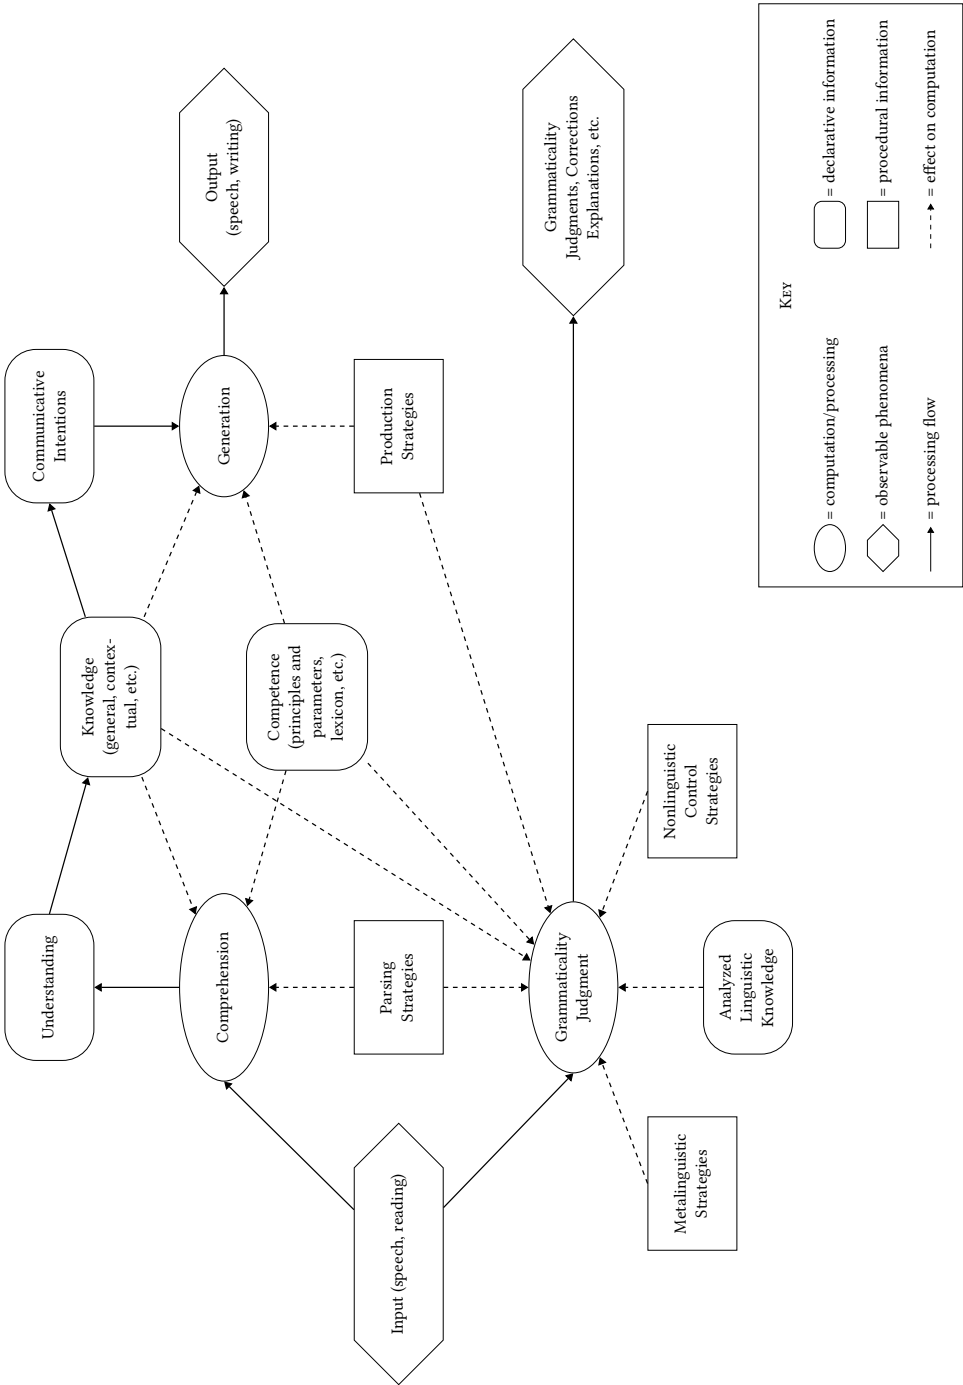 Understanding
Knowledge
(general, contex-
tual, etc.)
Communicative
Intentions
Comprehension
Competence
(principles and
parameters,
lexicon, etc.)
Generation
Output
(speech, writing)
Input (speech, reading)
Parsing
Strategies
Production
Strategies
Grammaticality
Judgment
Grammaticality
Judgments, Corrections
Explanations, etc.
Metalinguistic
Strategies
Analyzed
Linguistic
Knowledge
Nonlinguistic
Control
Strategies
KEY
= computation/processing
= declarative information
= observable phenomena
= procedural information
= processing flow
= effect on computation